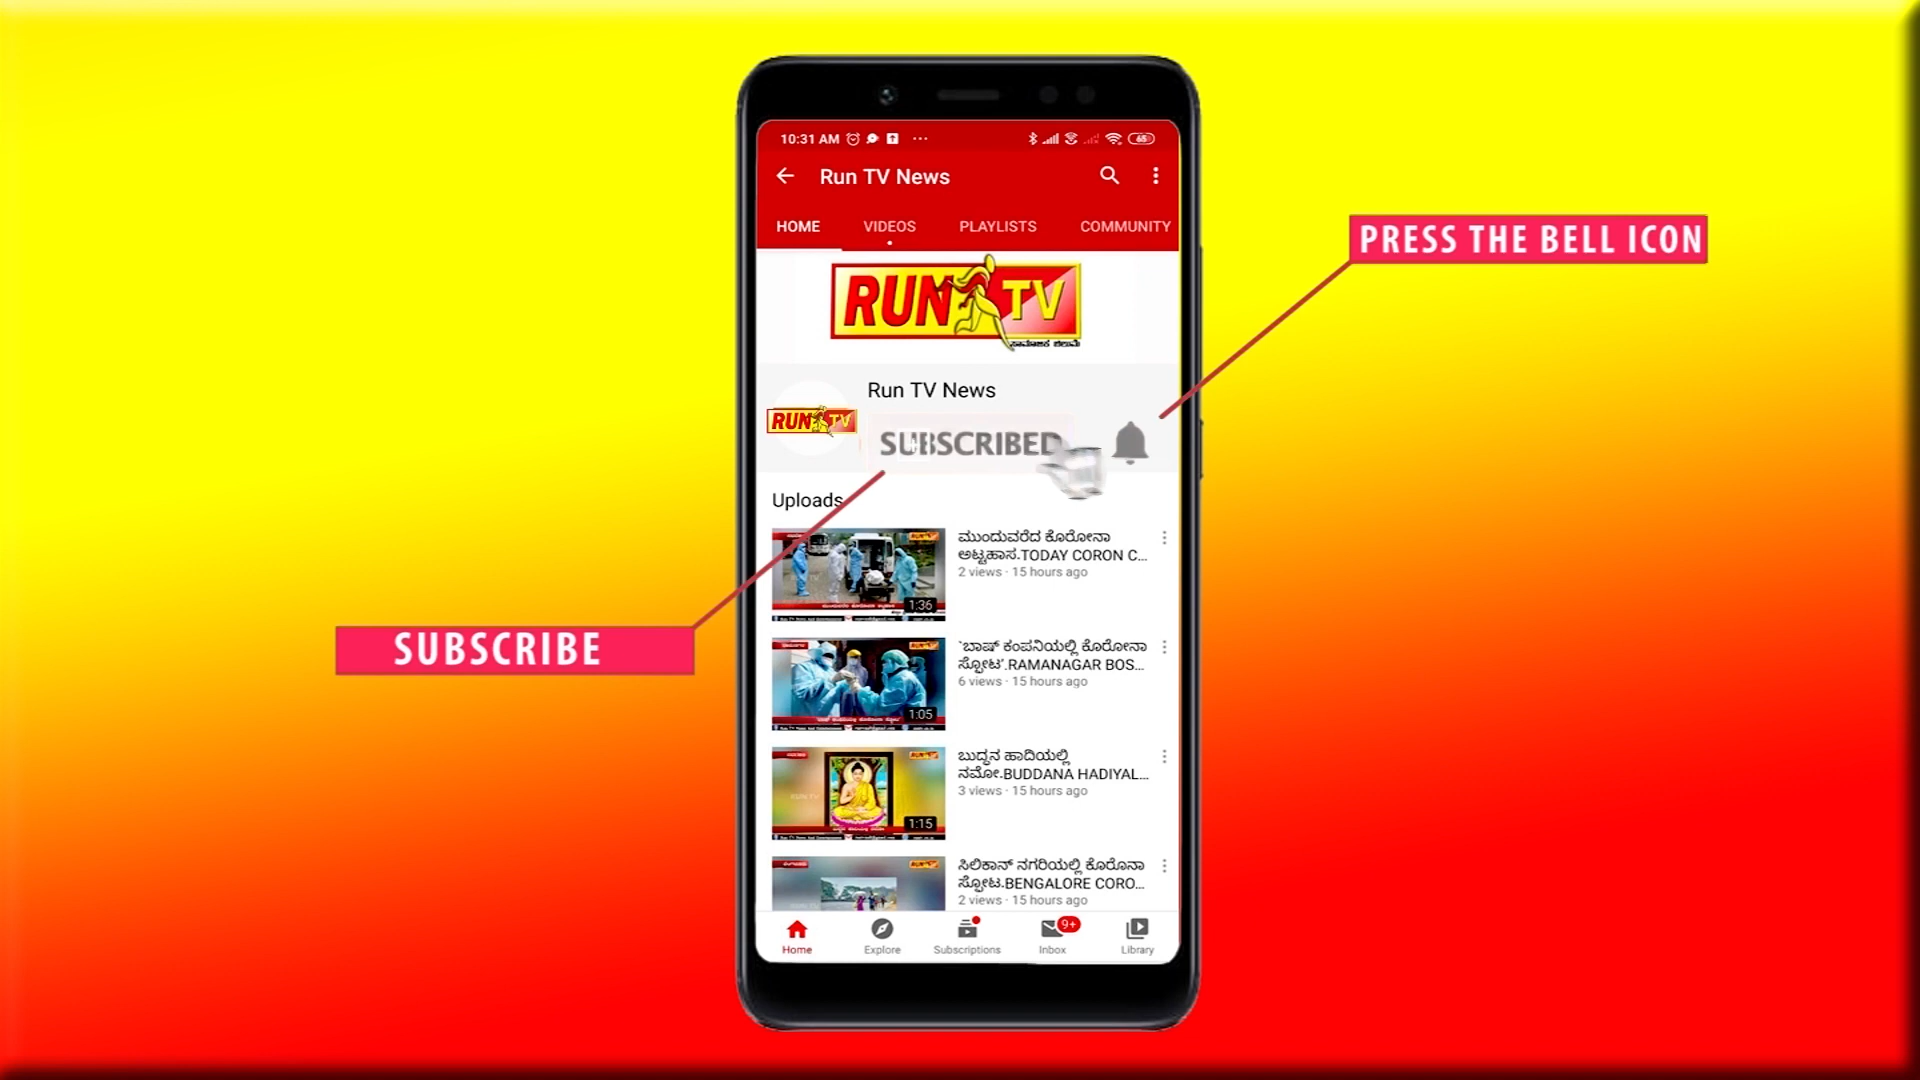 10:31 AM
65
Run TV News
HOME VIDEOS PLAYLISTS COMMUNITY
PRESS THE BELL ICON
RUN TV
ಸಾಮಾಜಿಕ ಚಲುಮೆ
Run TV News
RUN TV
SUBSCRIBED
Uploads
ಮುಂದುವರೆದ ಕೊರೋನಾ
ಅಟ್ಟಹಾಸ.TODAY CORON C...
2 views · 15 hours ago
1:36
SUBSCRIBE
`ಬಾಷ್ ಕಂಪನಿಯಲ್ಲಿ ಕೊರೋನಾ
ಸ್ಫೋಟ'.RAMANAGAR BOS...
6 views · 15 hours ago
1:05
ಬುದ್ಧನ ಹಾದಿಯಲ್ಲಿ
ನಮೋ.BUDDANA HADIYAL...
3 views · 15 hours ago
1:15
ಸಿಲಿಕಾನ್ ನಗರಿಯಲ್ಲಿ ಕೊರೊನಾ
ಸ್ಫೋಟ.BENGALORE CORO...
2 views · 15 hours ago
9+
Home Explore Subscriptions Inbox Library